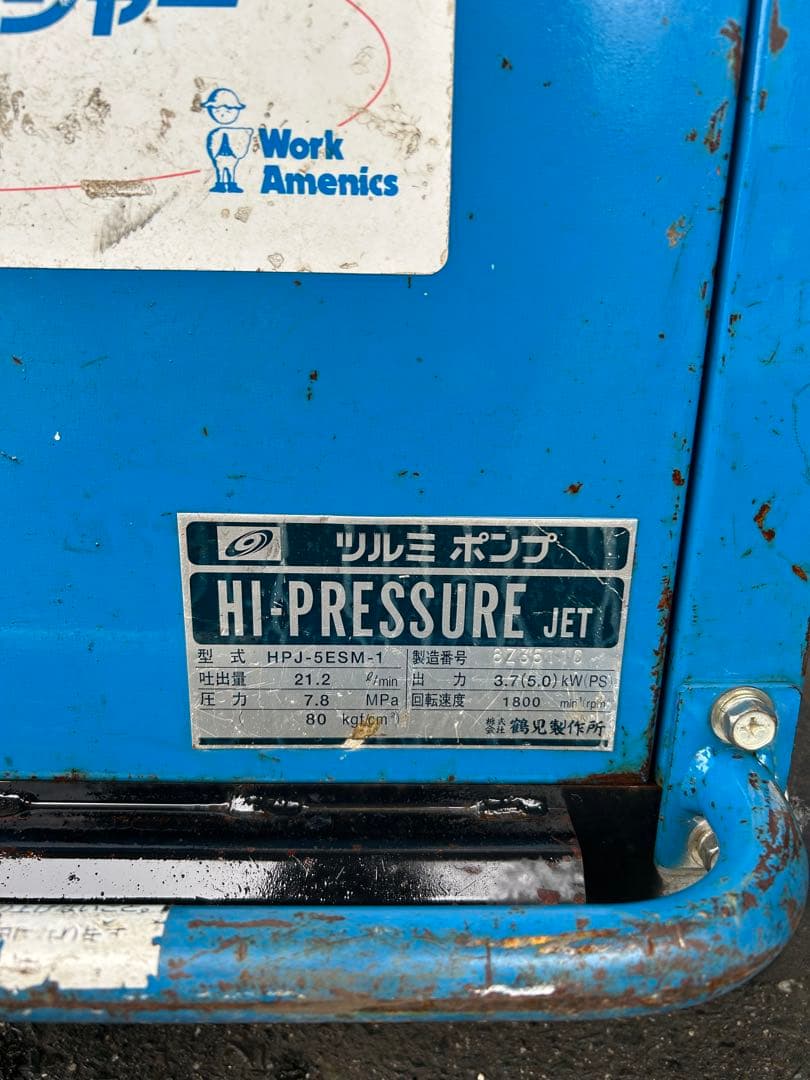 Work
Amenics
ツルミ ポンプ
HI-PRESSURE JET
型式 HPJ-5ESM-1 製造番号
吐出量 21.2 ℓ/min 出力 3.7(5.0)kW(PS
圧力 7.8 MPa 回転速度 1800 min⁻¹(rpm
( 80 kgf/cm²)
株式会社 鶴見製作所